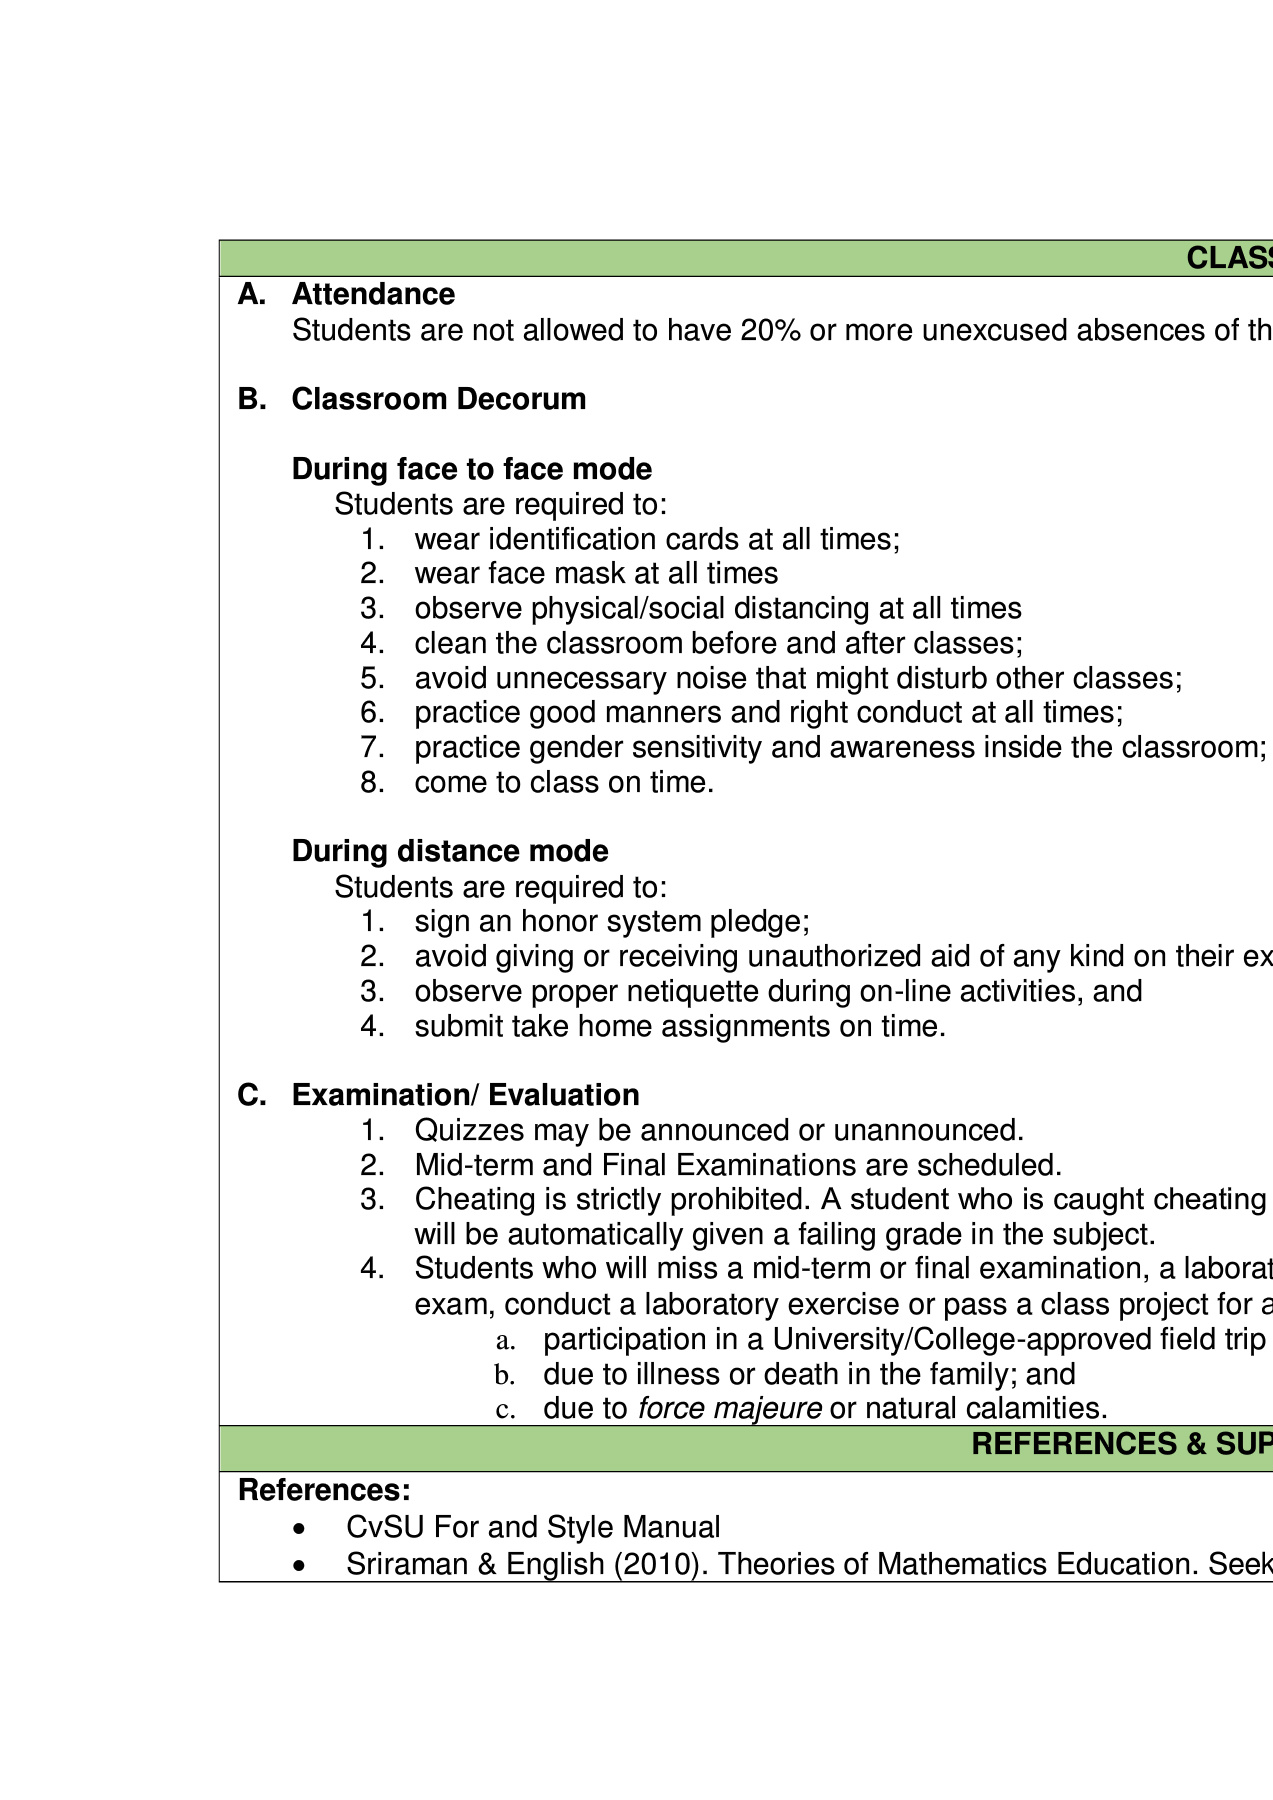 CLASS
A. Attendance
Students are not allowed to have 20% or more unexcused absences of th
B. Classroom Decorum
During face to face mode
Students are required to:
1. wear identification cards at all times;
2. wear face mask at all times
3. observe physical/social distancing at all times
4. clean the classroom before and after classes;
5. avoid unnecessary noise that might disturb other classes;
6. practice good manners and right conduct at all times;
7. practice gender sensitivity and awareness inside the classroom;
8. come to class on time.
During distance mode
Students are required to:
1. sign an honor system pledge;
2. avoid giving or receiving unauthorized aid of any kind on their ex
3. observe proper netiquette during on-line activities, and
4. submit take home assignments on time.
C. Examination/ Evaluation
1. Quizzes may be announced or unannounced.
2. Mid-term and Final Examinations are scheduled.
3. Cheating is strictly prohibited. A student who is caught cheating
will be automatically given a failing grade in the subject.
4. Students who will miss a mid-term or final examination, a laborat
exam, conduct a laboratory exercise or pass a class project for a
a. participation in a University/College-approved field trip
b. due to illness or death in the family; and
c. due to force majeure or natural calamities.
REFERENCES & SUP
References:
• CvSU For and Style Manual
• Sriraman & English (2010). Theories of Mathematics Education. Seek